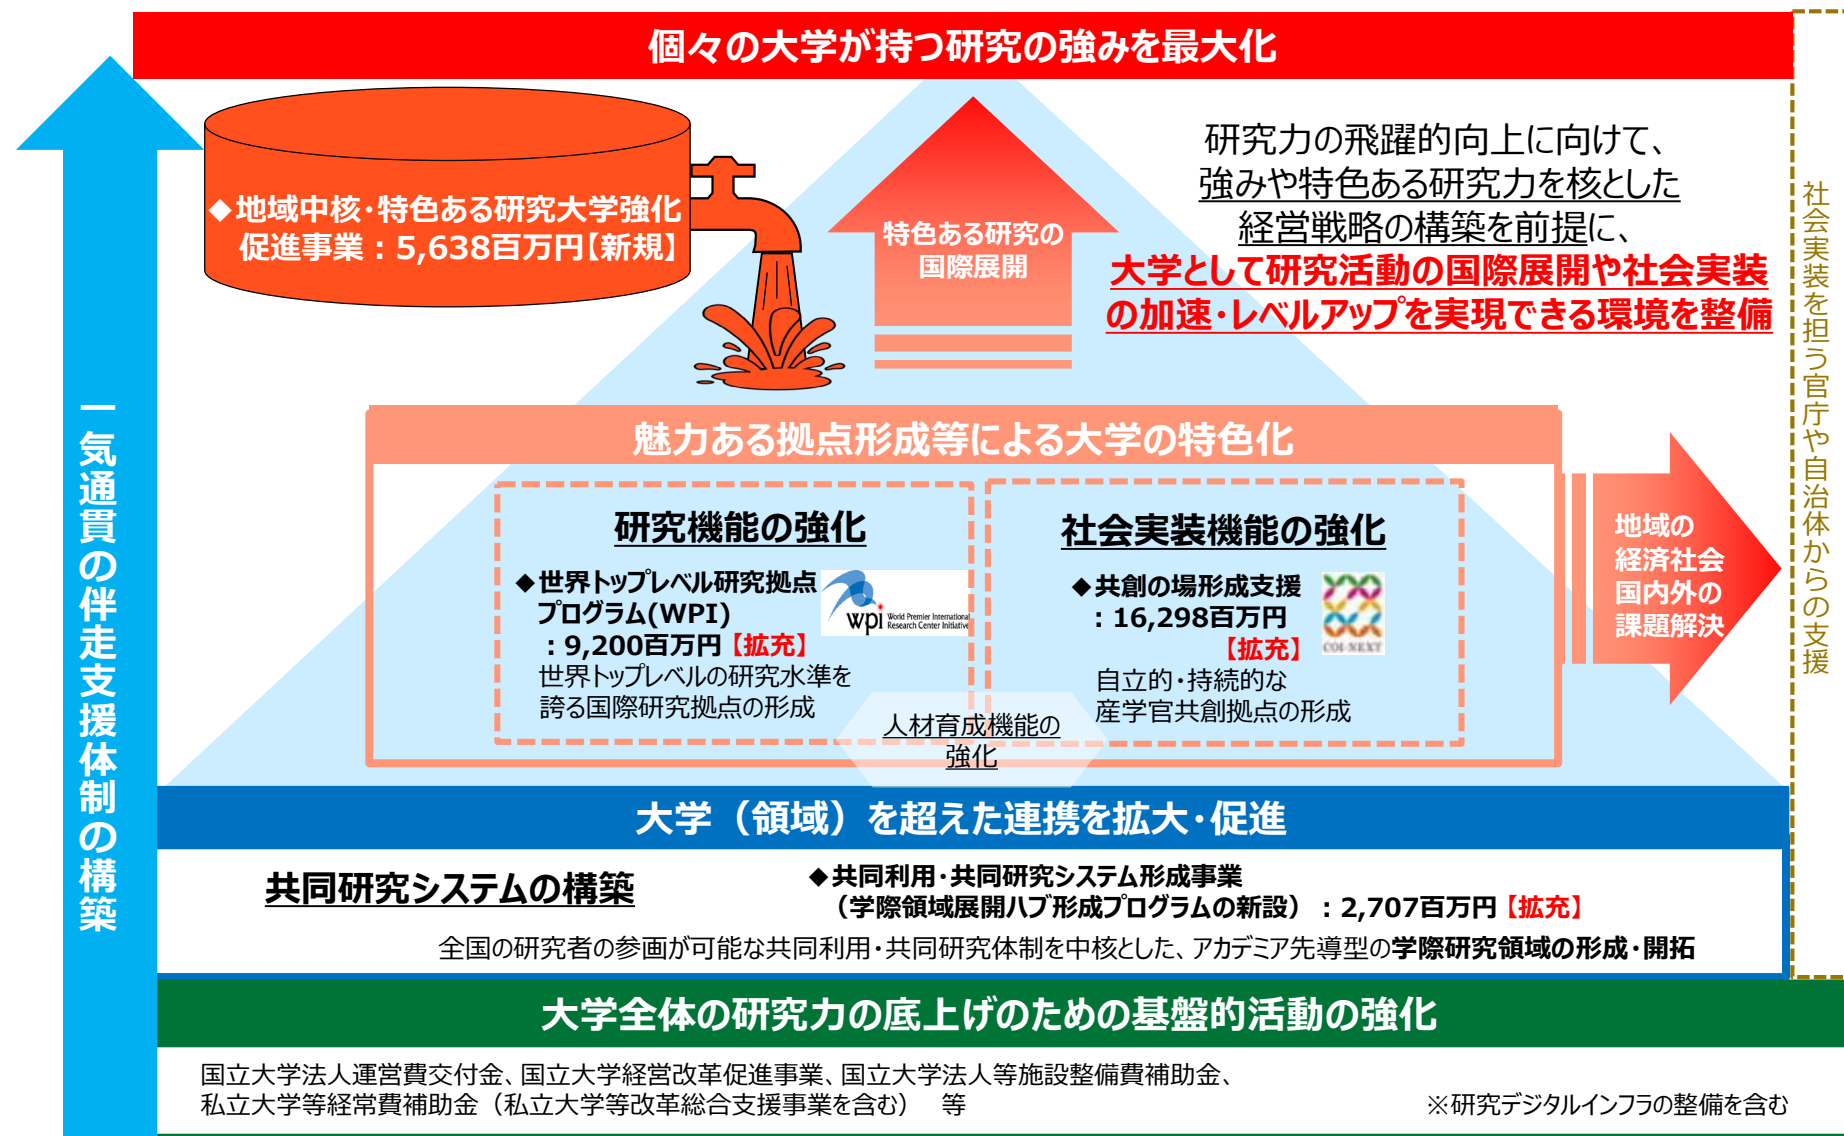 個々の大学が持つ研究の強みを最大化
一気通貫の伴走支援体制の構築
◆地域中核・特色ある研究大学強化
促進事業：5,638百万円【新規】
特色ある研究の
国際展開
研究力の飛躍的向上に向けて、
強みや特色ある研究力を核とした
経営戦略の構築を前提に、
大学として研究活動の国際展開や社会実装
の加速・レベルアップを実現できる環境を整備
社会実装を担う官庁や自治体からの支援
魅力ある拠点形成等による大学の特色化
研究機能の強化
◆世界トップレベル研究拠点
プログラム(WPI)
：9,200百万円【拡充】
世界トップレベルの研究水準を
誇る国際研究拠点の形成
wpi
World Premier International
Research Center Initiative
社会実装機能の強化
◆共創の場形成支援
：16,298百万円
【拡充】
自立的・持続的な
産学官共創拠点の形成
COI-NEXT
人材育成機能の
強化
地域の
経済社会
国内外の
課題解決
大学（領域）を超えた連携を拡大・促進
共同研究システムの構築
◆共同利用・共同研究システム形成事業
（学際領域展開ハブ形成プログラムの新設）：2,707百万円【拡充】
全国の研究者の参画が可能な共同利用・共同研究体制を中核とした、アカデミア先導型の学際研究領域の形成・開拓
大学全体の研究力の底上げのための基盤的活動の強化
国立大学法人運営費交付金、国立大学経営改革促進事業、国立大学法人等施設整備費補助金、
私立大学等経常費補助金（私立大学等改革総合支援事業を含む）　等
※研究デジタルインフラの整備を含む